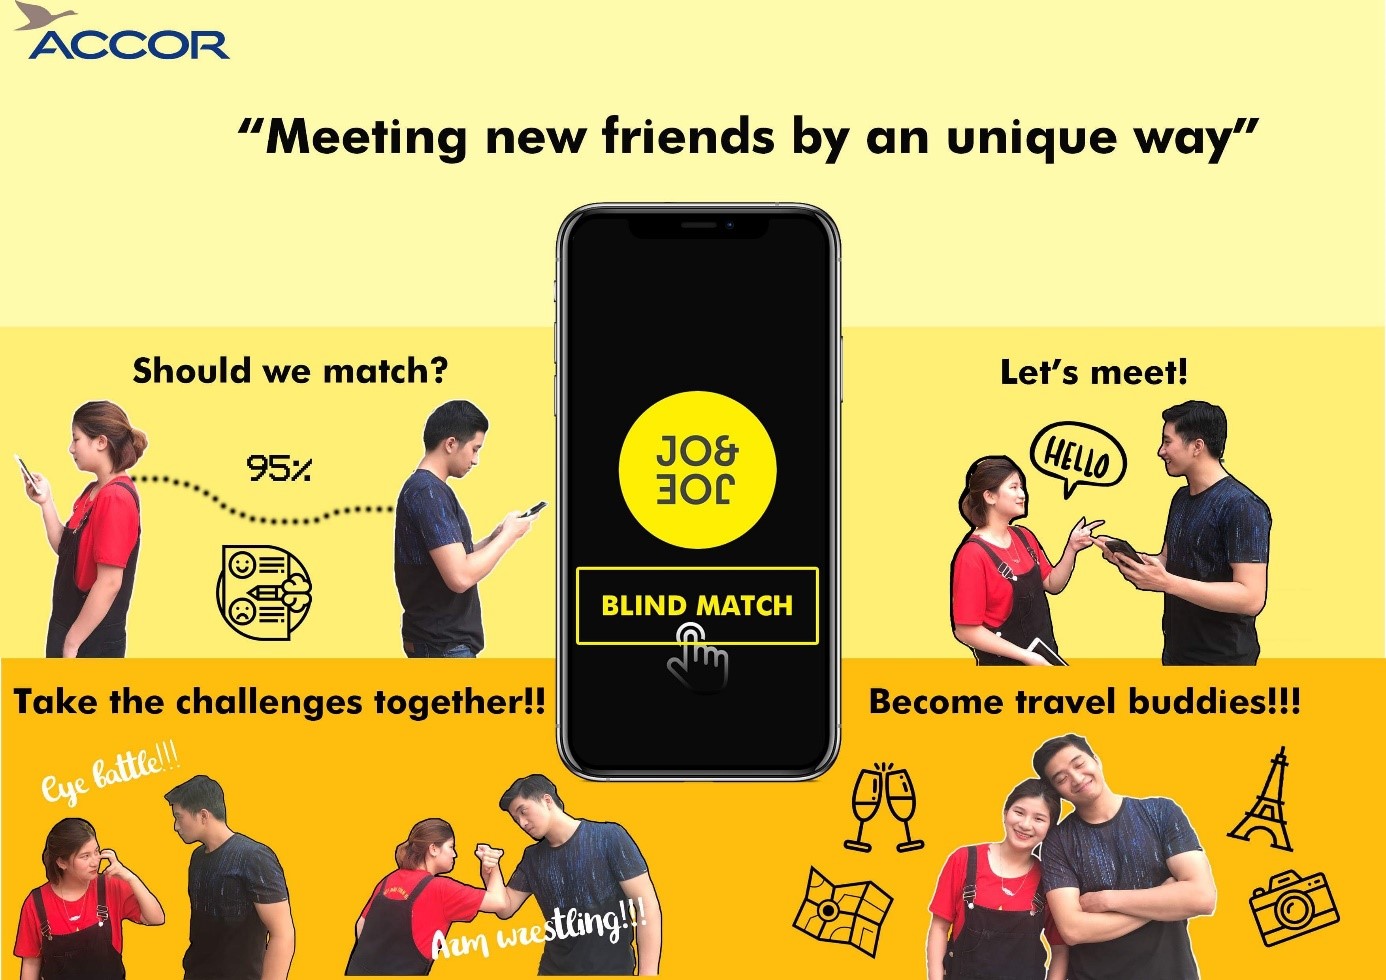 ACCOR
“Meeting new friends by an unique way”
Should we match?
95%
Let’s meet!
HELLO
JO&
JOE
BLIND MATCH
Take the challenges together!!
Eye battle!!!
Arm wrestling!!!
Become travel buddies!!!